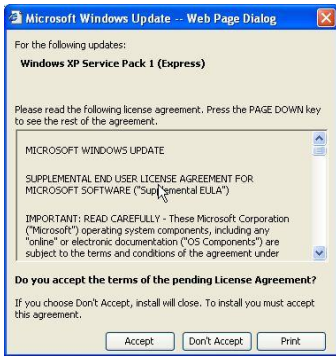 Microsoft Windows Update -- Web Page Dialog
For the following updates:
Windows XP Service Pack 1 (Express)
Please read the following license agreement. Press the PAGE DOWN key
to see the rest of the agreement.
MICROSOFT WINDOWS UPDATE
SUPPLEMENTAL END USER LICENSE AGREEMENT FOR
MICROSOFT SOFTWARE ("Supplemental EULA")
IMPORTANT: READ CAREFULLY - These Microsoft Corporation
("Microsoft") operating system components, including any
"online" or electronic documentation ("OS Components") are
subject to the terms and conditions of the agreement under
Do you accept the terms of the pending License Agreement?
If you choose Don't Accept, install will close. To install you must accept
this agreement.
Accept Don't Accept Print